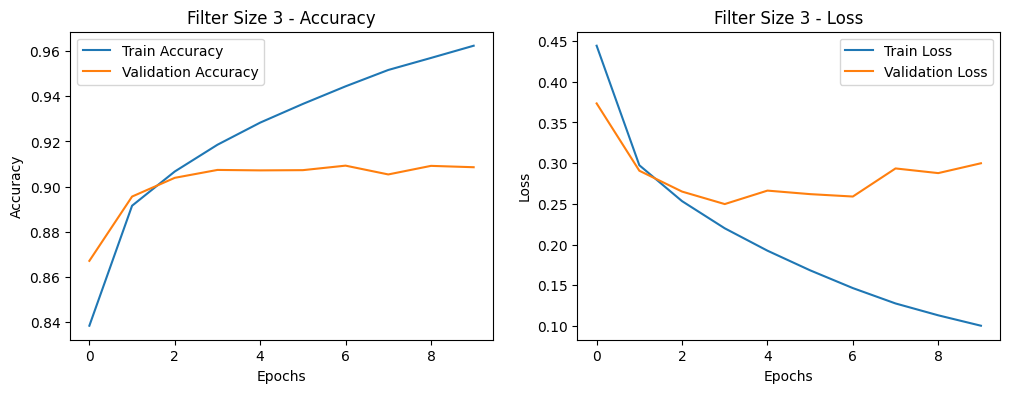 Filter Size 3 - Accuracy
Train Accuracy
Validation Accuracy
0.96
0.94
0.92
0.90
0.88
0.86
0.84
Accuracy
0 2 4 6 8
Epochs
Filter Size 3 - Loss
Train Loss
Validation Loss
0.45
0.40
0.35
0.30
0.25
0.20
0.15
0.10
Loss
0 2 4 6 8
Epochs